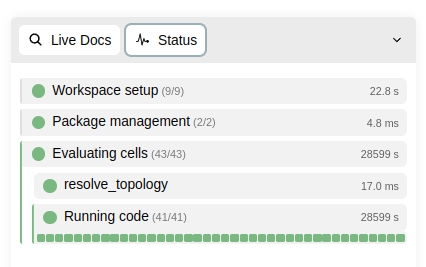 Live Docs Status
Workspace setup (9/9) 22.8 s
Package management (2/2) 4.8 ms
Evaluating cells (43/43) 28599 s
resolve_topology 17.0 ms
Running code (41/41) 28599 s